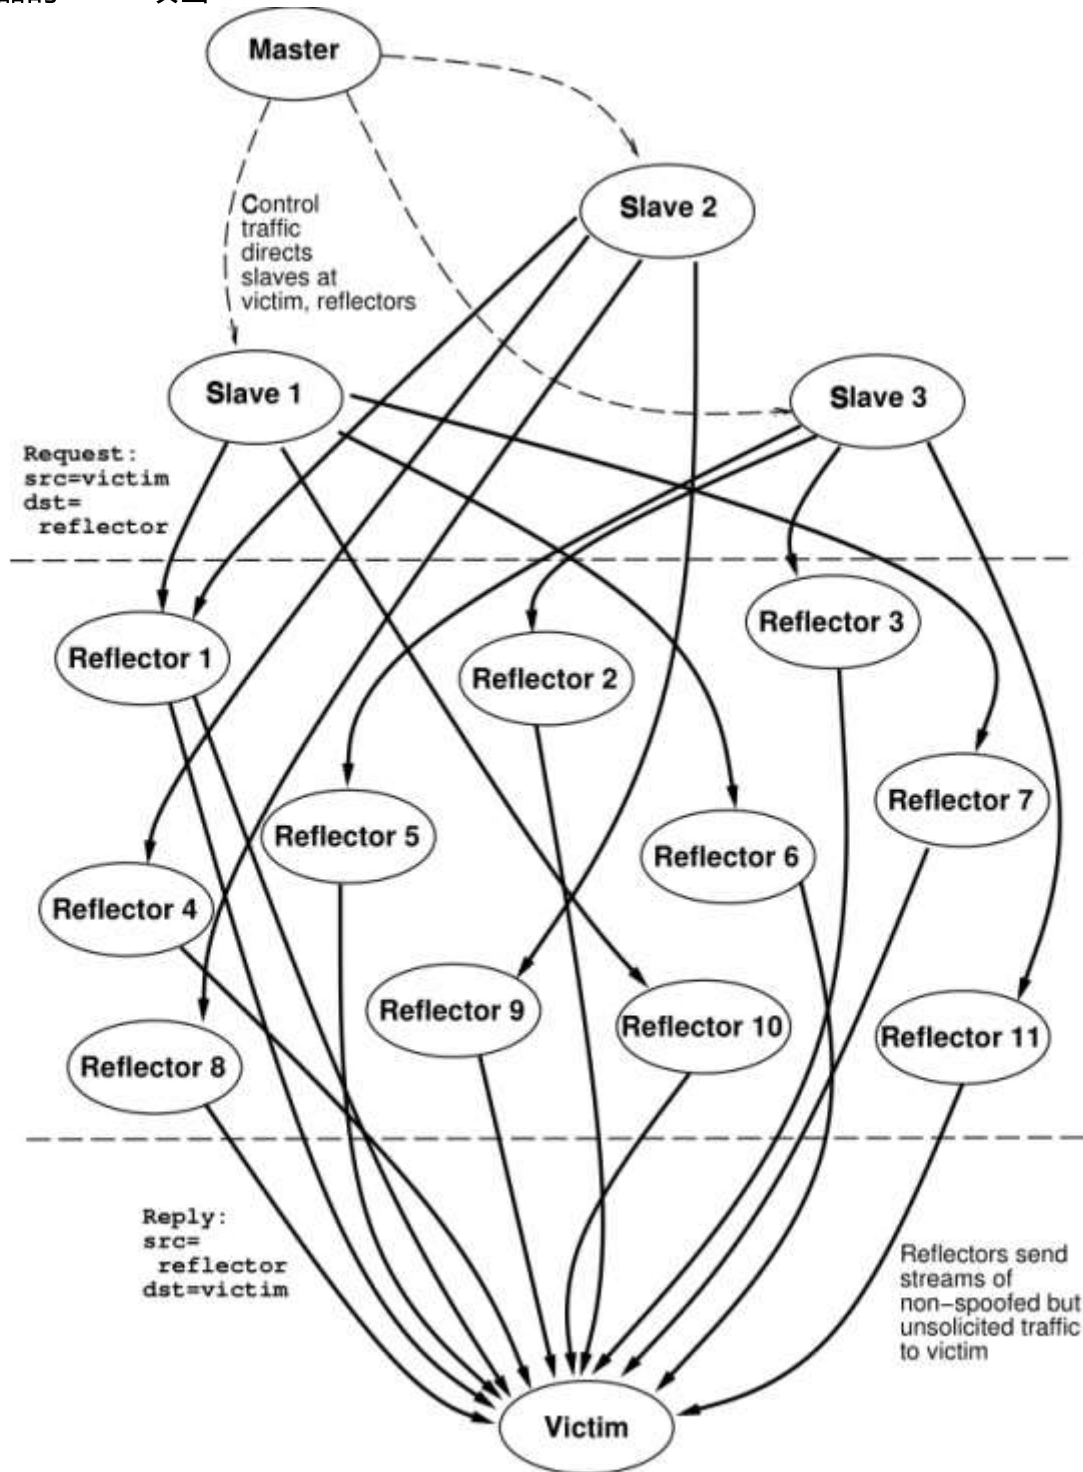 Master
Slave 2
Control
traffic
directs
slaves at
victim, reflectors
Slave 1
Slave 3
Request:
src=victim
dst=
reflector
Reflector 3
Reflector 1
Reflector 2
Reflector 7
Reflector 5
Reflector 6
Reflector 4
Reflector 9
Reflector 10
Reflector 11
Reflector 8
Reply:
src=
reflector
dst=victim
Reflectors send
streams of
non-spoofed but
unsolicited traffic
to victim
Victim